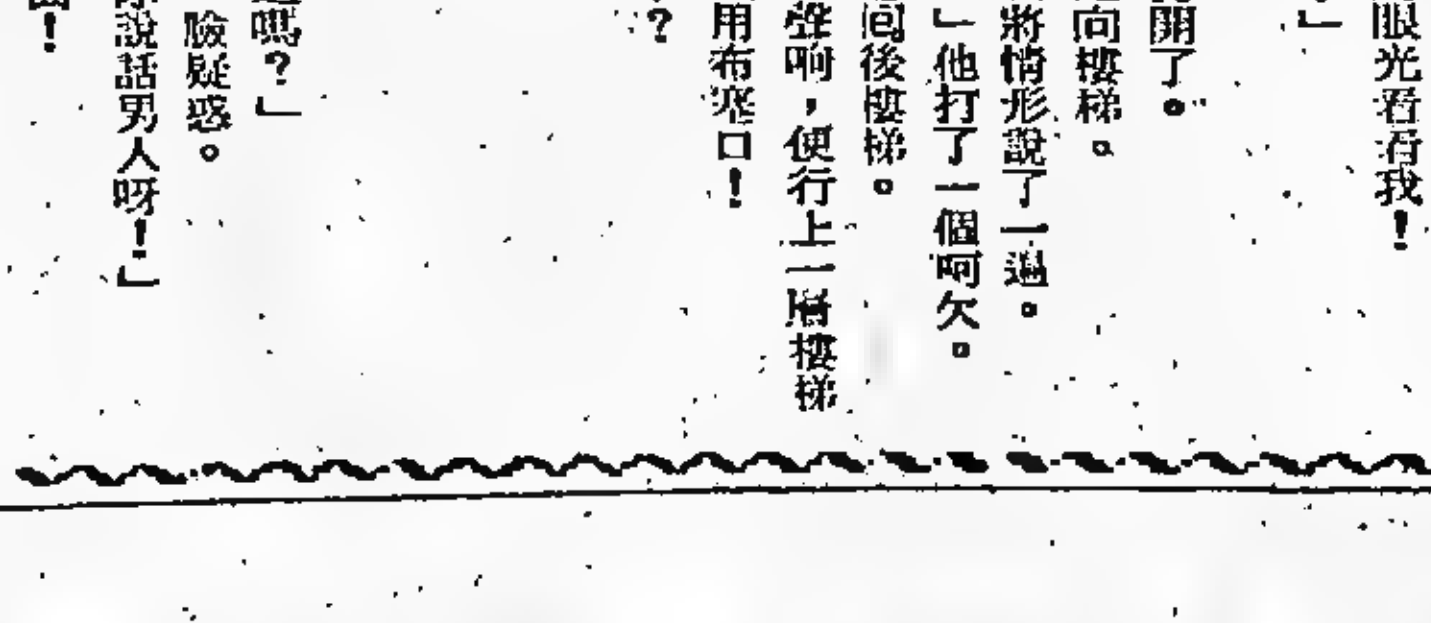 眼光看看我！
」
開了。
向樓梯。
將情形說了一遍。
」他打了一個呵欠。
間後樓梯。
聲响，便行上一層樓梯
用布塞口！
？
嗎？」
臉疑惑。
說話男人呀！」
！